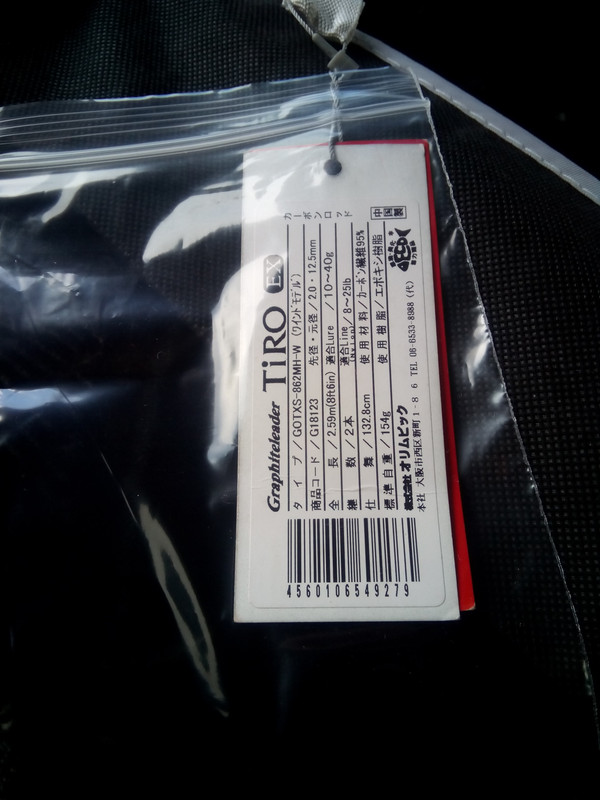 Graphiteleader TiRO EX
カーボンロッド
中国製
タイプ/GOTXS-862MH-W (ワインドモデル)
商品コード/G18123 先径・元径/2.0・12.5mm
全長/2.59m(8ft6in) 適合Lure/10~40g
継数/2本 適合Line(Nylon)/8~25lb
仕舞/132.8cm 使用材料/カーボン繊維95%
標準自重/154g 使用樹脂/エポキシ樹脂
株式会社オリムピック
本社 大阪市西区新町1-8 6 TEL 06-6533-8988(代)
4560106549279